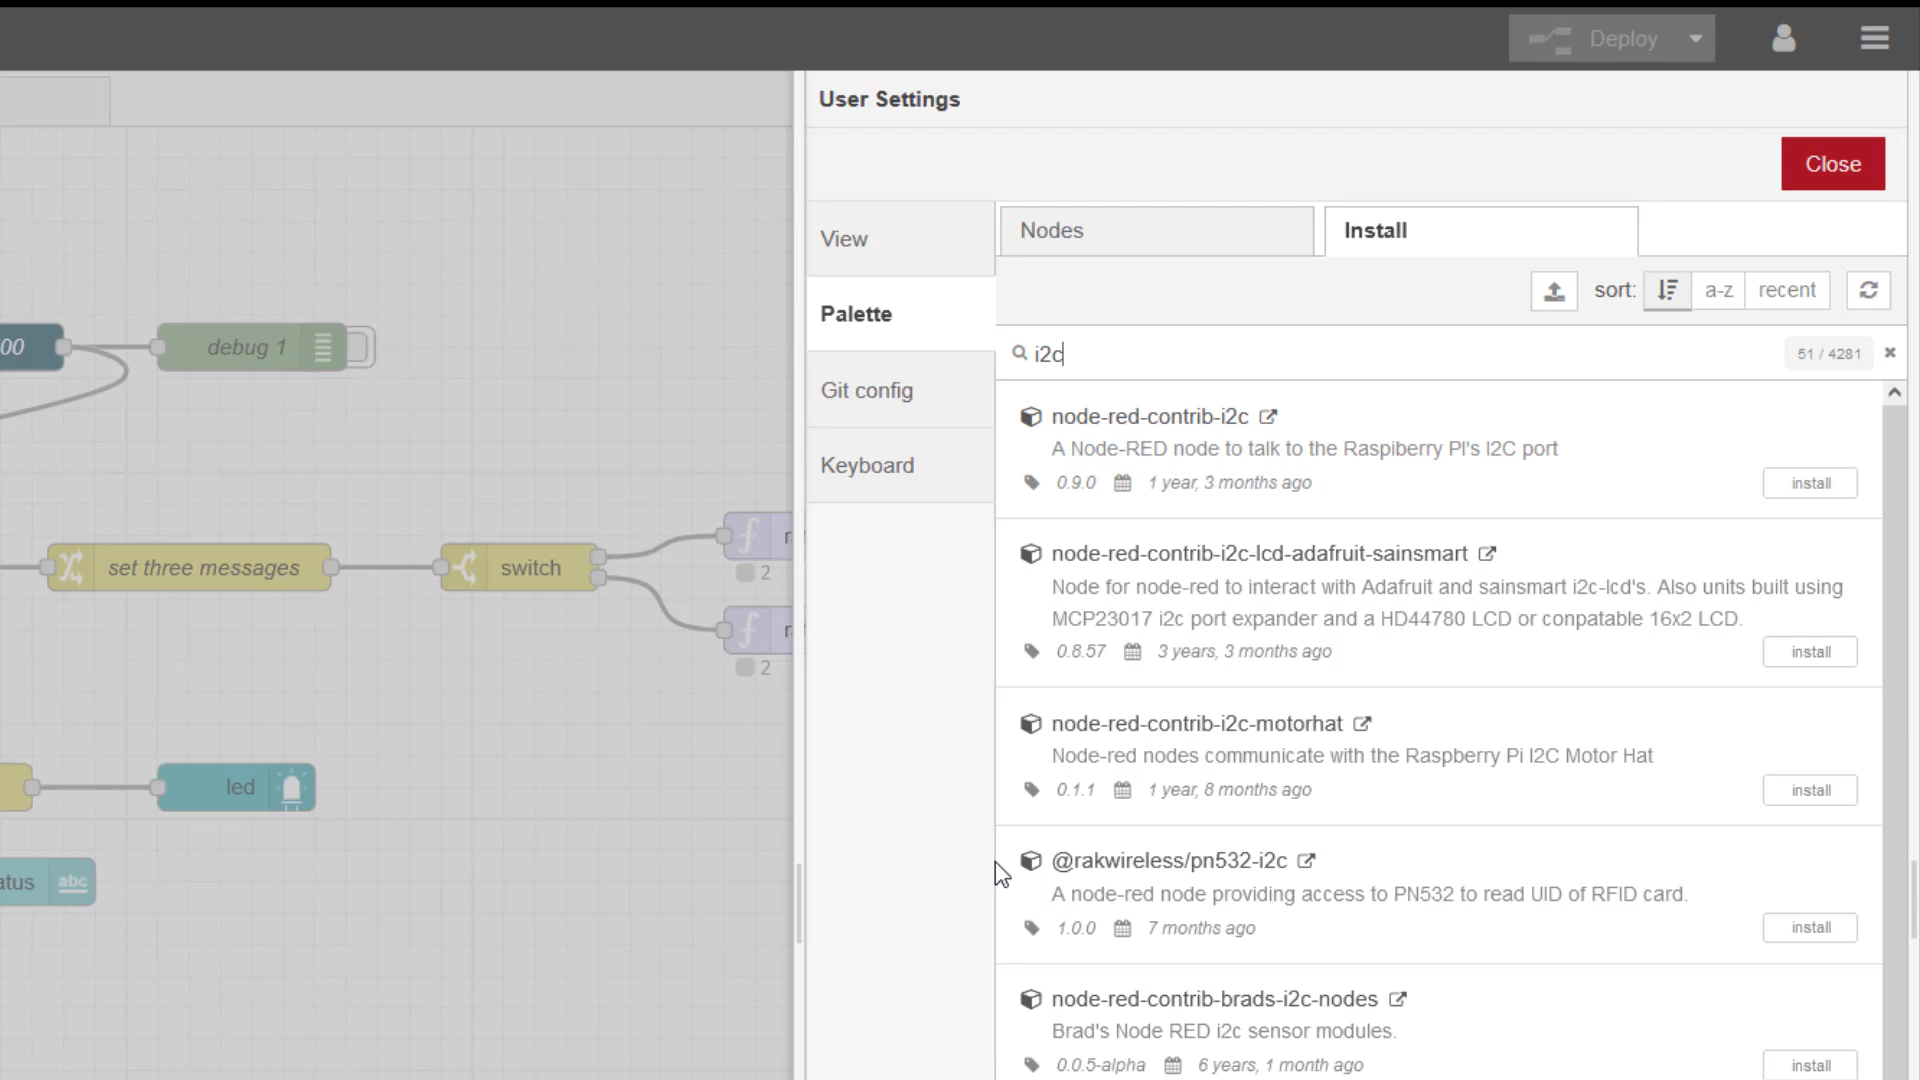 Deploy
User Settings
Close
View
Nodes
Install
sort:
a-z
recent
Palette
i2c
51 / 4281
00
debug 1
Git config
node-red-contrib-i2c
A Node-RED node to talk to the Raspiberry PI's I2C port
Keyboard
0.9.0
1 year, 3 months ago
install
set three messages
switch
2
2
node-red-contrib-i2c-lcd-adafruit-sainsmart
Node for node-red to interact with Adafruit and sainsmart i2c-lcd's. Also units built using
MCP23017 i2c port expander and a HD44780 LCD or conpatable 16x2 LCD.
0.8.57
3 years, 3 months ago
install
node-red-contrib-i2c-motorhat
Node-red nodes communicate with the Raspberry Pi I2C Motor Hat
0.1.1
1 year, 8 months ago
install
led
atus
abc
@rakwireless/pn532-i2c
A node-red node providing access to PN532 to read UID of RFID card.
1.0.0
7 months ago
install
node-red-contrib-brads-i2c-nodes
Brad's Node RED i2c sensor modules.
0.0.5-alpha
6 years, 1 month ago
install